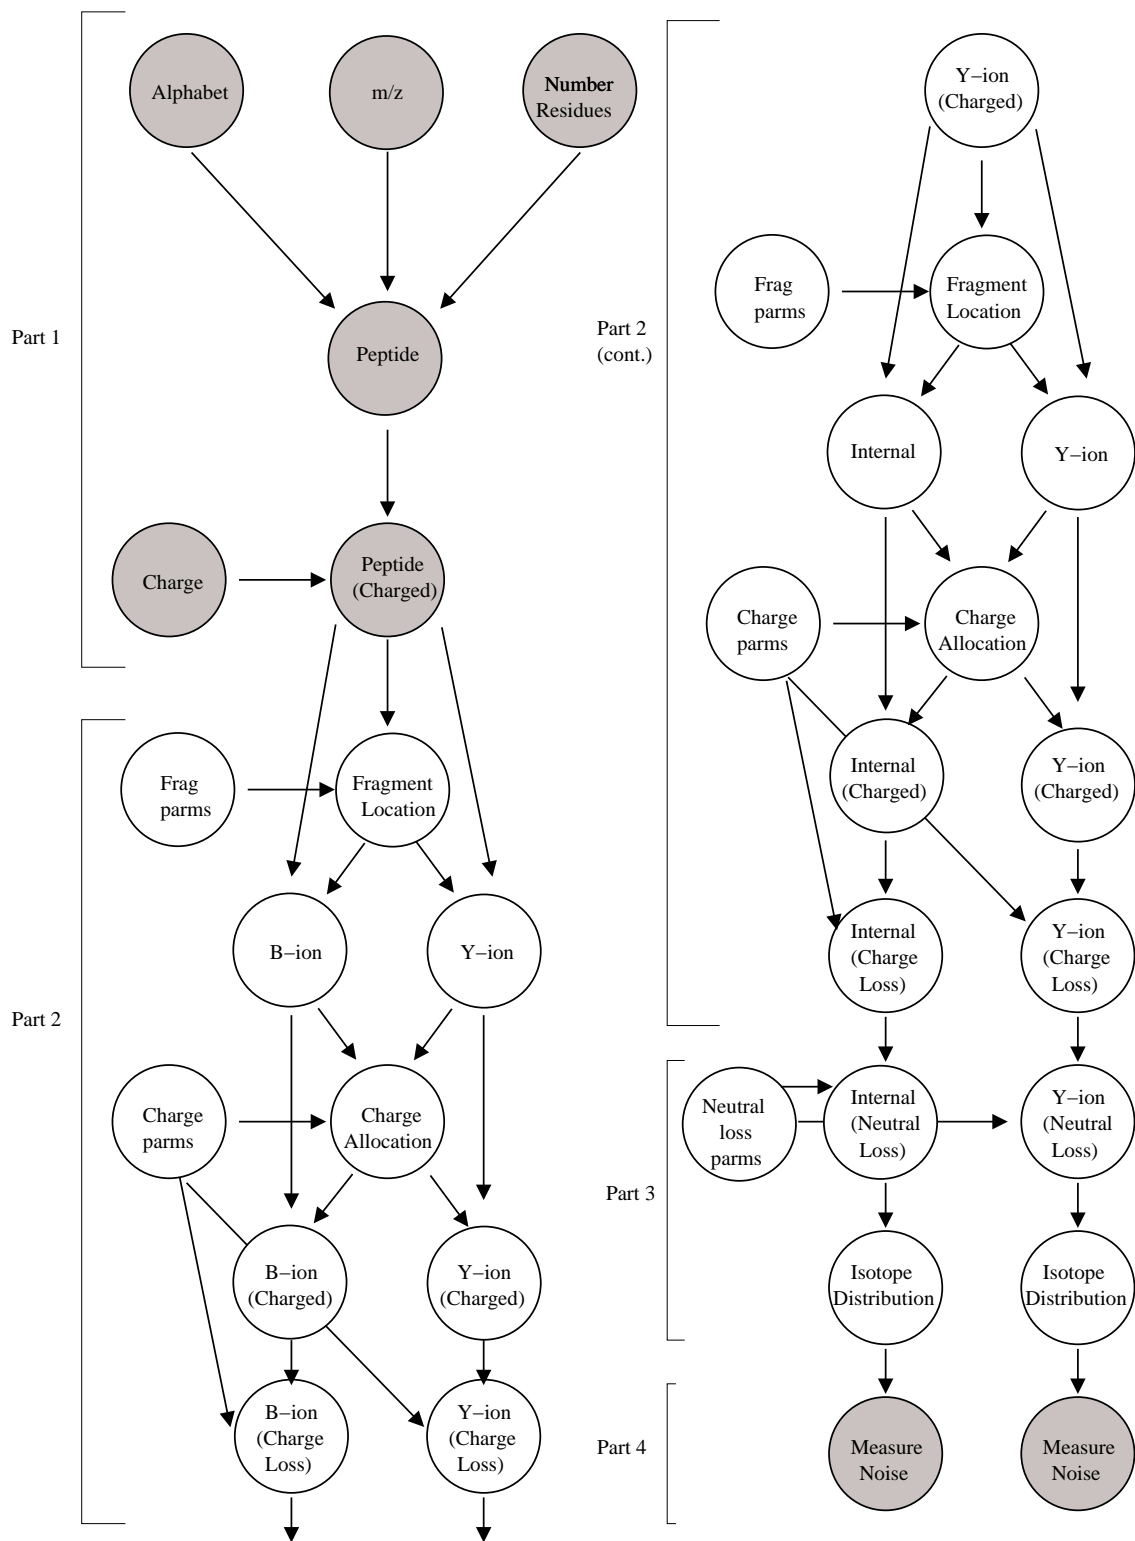 Part 1
Alphabet
m/z
Number
Residues
Peptide
Charge
Peptide
(Charged)
Part 2
Frag
parms
Fragment
Location
B−ion
Y−ion
Charge
parms
Charge
Allocation
B−ion
(Charged)
Y−ion
(Charged)
B−ion
(Charge
Loss)
Y−ion
(Charge
Loss)
Part 2
(cont.)
Y−ion
(Charged)
Frag
parms
Fragment
Location
Internal
Y−ion
Charge
parms
Charge
Allocation
Internal
(Charged)
Y−ion
(Charged)
Internal
(Charge
Loss)
Y−ion
(Charge
Loss)
Part 3
Neutral
loss
parms
Internal
(Neutral
Loss)
Y−ion
(Neutral
Loss)
Isotope
Distribution
Isotope
Distribution
Part 4
Measure
Noise
Measure
Noise